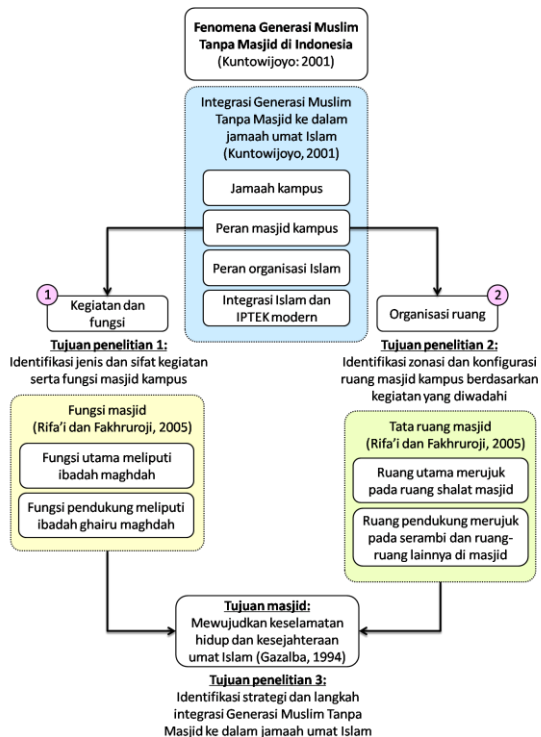 Fenomena Generasi Muslim
Tanpa Masjid di Indonesia
(Kuntowijoyo: 2001)
Integrasi Generasi Muslim
Tanpa Masjid ke dalam
jamaah umat Islam
(Kuntowijoyo, 2001)
Jamaah kampus
Peran masjid kampus
Peran organisasi Islam
Integrasi Islam dan
IPTEK modern
1
Kegiatan dan
fungsi
Tujuan penelitian 1:
Identifikasi jenis dan sifat kegiatan
serta fungsi masjid kampus
Fungsi masjid
(Rifa'i dan Fakhruroji, 2005)
Fungsi utama meliputi
ibadah maghdah
Fungsi pendukung meliputi
ibadah ghairu maghdah
2
Organisasi ruang
Tujuan penelitian 2:
Identifikasi zonasi dan konfigurasi
ruang masjid kampus berdasarkan
kegiatan yang diwadahi
Tata ruang masjid
(Rifa'i dan Fakhruroji, 2005)
Ruang utama merujuk
pada ruang shalat masjid
Ruang pendukung merujuk
pada serambi dan ruang-
ruang lainnya di masjid
Tujuan masjid:
Mewujudkan keselamatan
hidup dan kesejahteraan
umat Islam (Gazalba, 1994)
Tujuan penelitian 3:
Identifikasi strategi dan langkah
integrasi Generasi Muslim Tanpa
Masjid ke dalam jamaah umat Islam